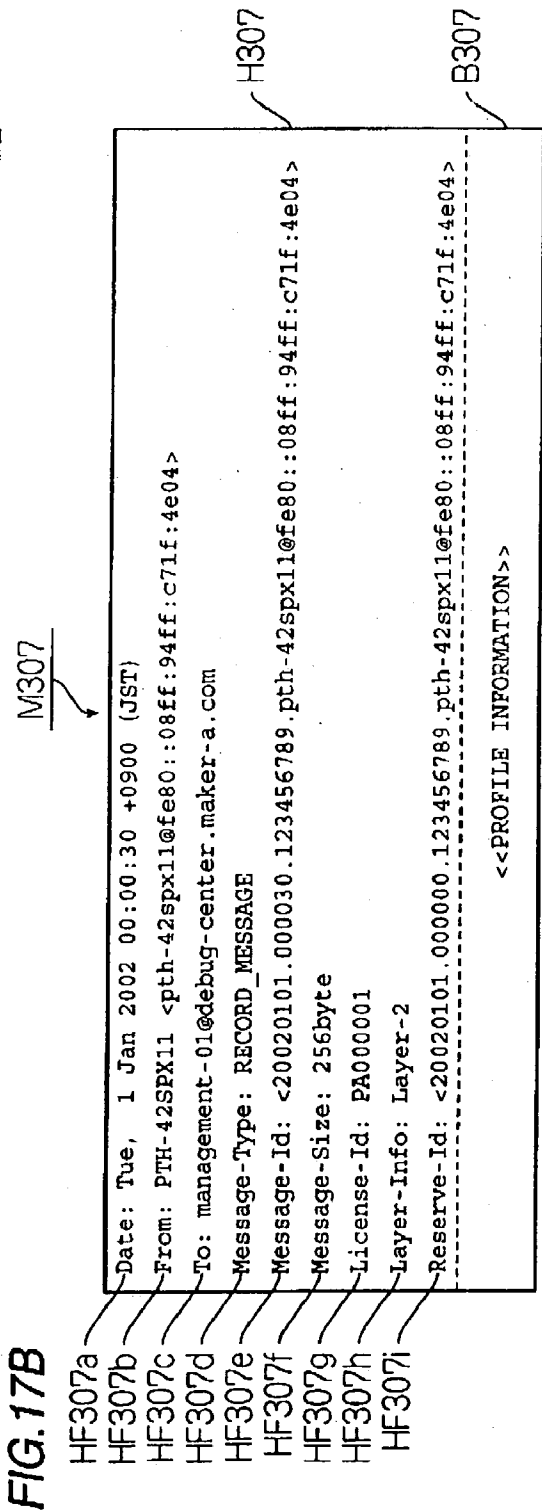 FIG.17B
M307
HF307a
HF307b
HF307c
HF307d
HF307e
HF307f
HF307g
HF307h
HF307i
Date: Tue, 1 Jan 2002 00:00:30 +0900 (JST)
From: PTH-42SPX11 <pth-42spx11@fe80::08ff:94ff:c71f:4e04>
To: management-01@debug-center.maker-a.com
Message-Type: RECORD_MESSAGE
Message-Id: <20020101.000030.123456789.pth-42spx11@fe80::08ff:94ff:c71f:4e04>
Message-Size: 256byte
License-Id: PA000001
Layer-Info: Layer-2
Reserve-Id: <20020101.000000.123456789.pth-42spx11@fe80::08ff:94ff:c71f:4e04>
<<PROFILE INFORMATION>>
H307
B307